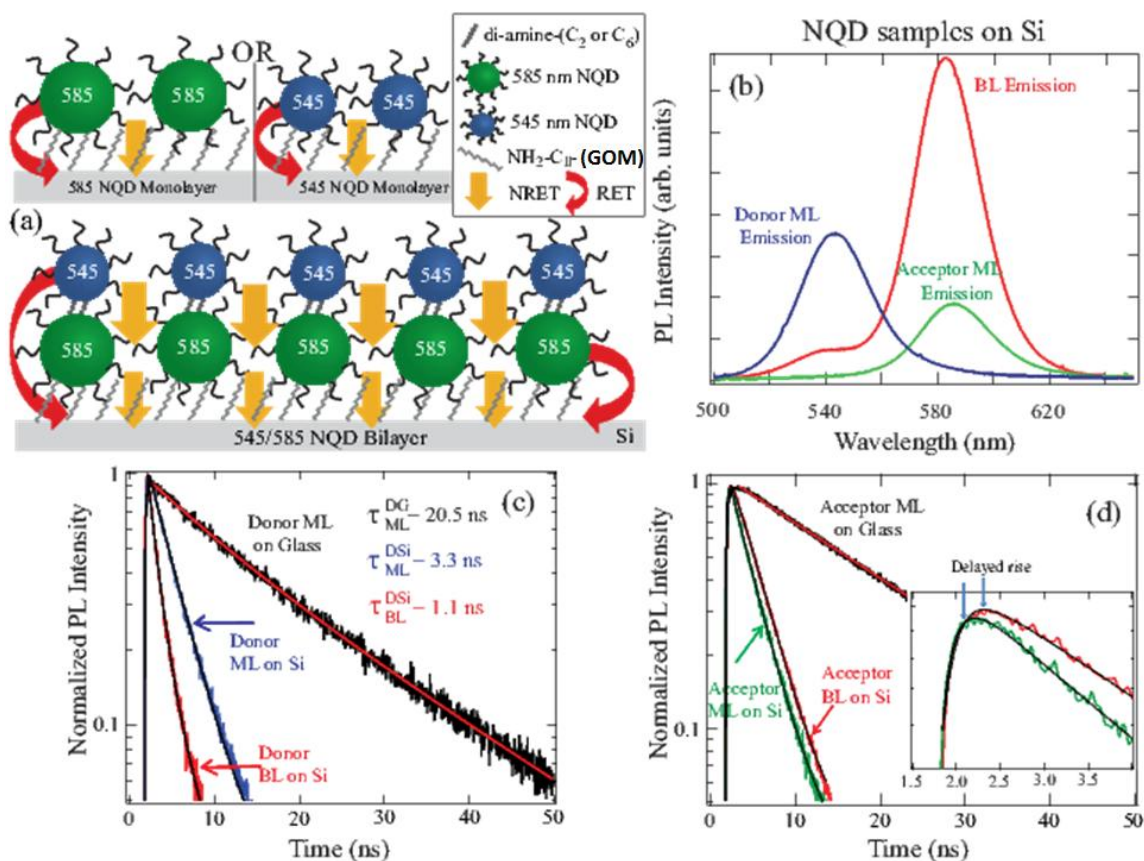 OR
585
585
545
545
585 NQD Monolayer
545 NQD Monolayer
di-amine-(C₂ or C₆)
585 nm NQD
545 nm NQD
NH₂-C₁₁-(GOM)
NRET
RET
(a)
545
545
545
545
545
585
585
585
585
585
545/585 NQD Bilayer
Si
NQD samples on Si
(b)
BL Emission
Donor ML
Emission
Acceptor ML
Emission
PL Intensity (arb. units)
500
540
580
620
Wavelength (nm)
(c)
Donor ML
on Glass
τ DG ML – 20.5 ns
τ DSi ML – 3.3 ns
τ DSi BL – 1.1 ns
Donor
ML on Si
Donor
BL on Si
Normalized PL Intensity
1
0.1
0
10
20
30
40
50
Time (ns)
(d)
Acceptor ML
on Glass
Delayed rise
Acceptor
ML on Si
Acceptor
BL on Si
1.5
2.0
2.5
3.0
3.5
Normalized PL Intensity
1
0.1
0
10
20
30
40
50
Time (ns)